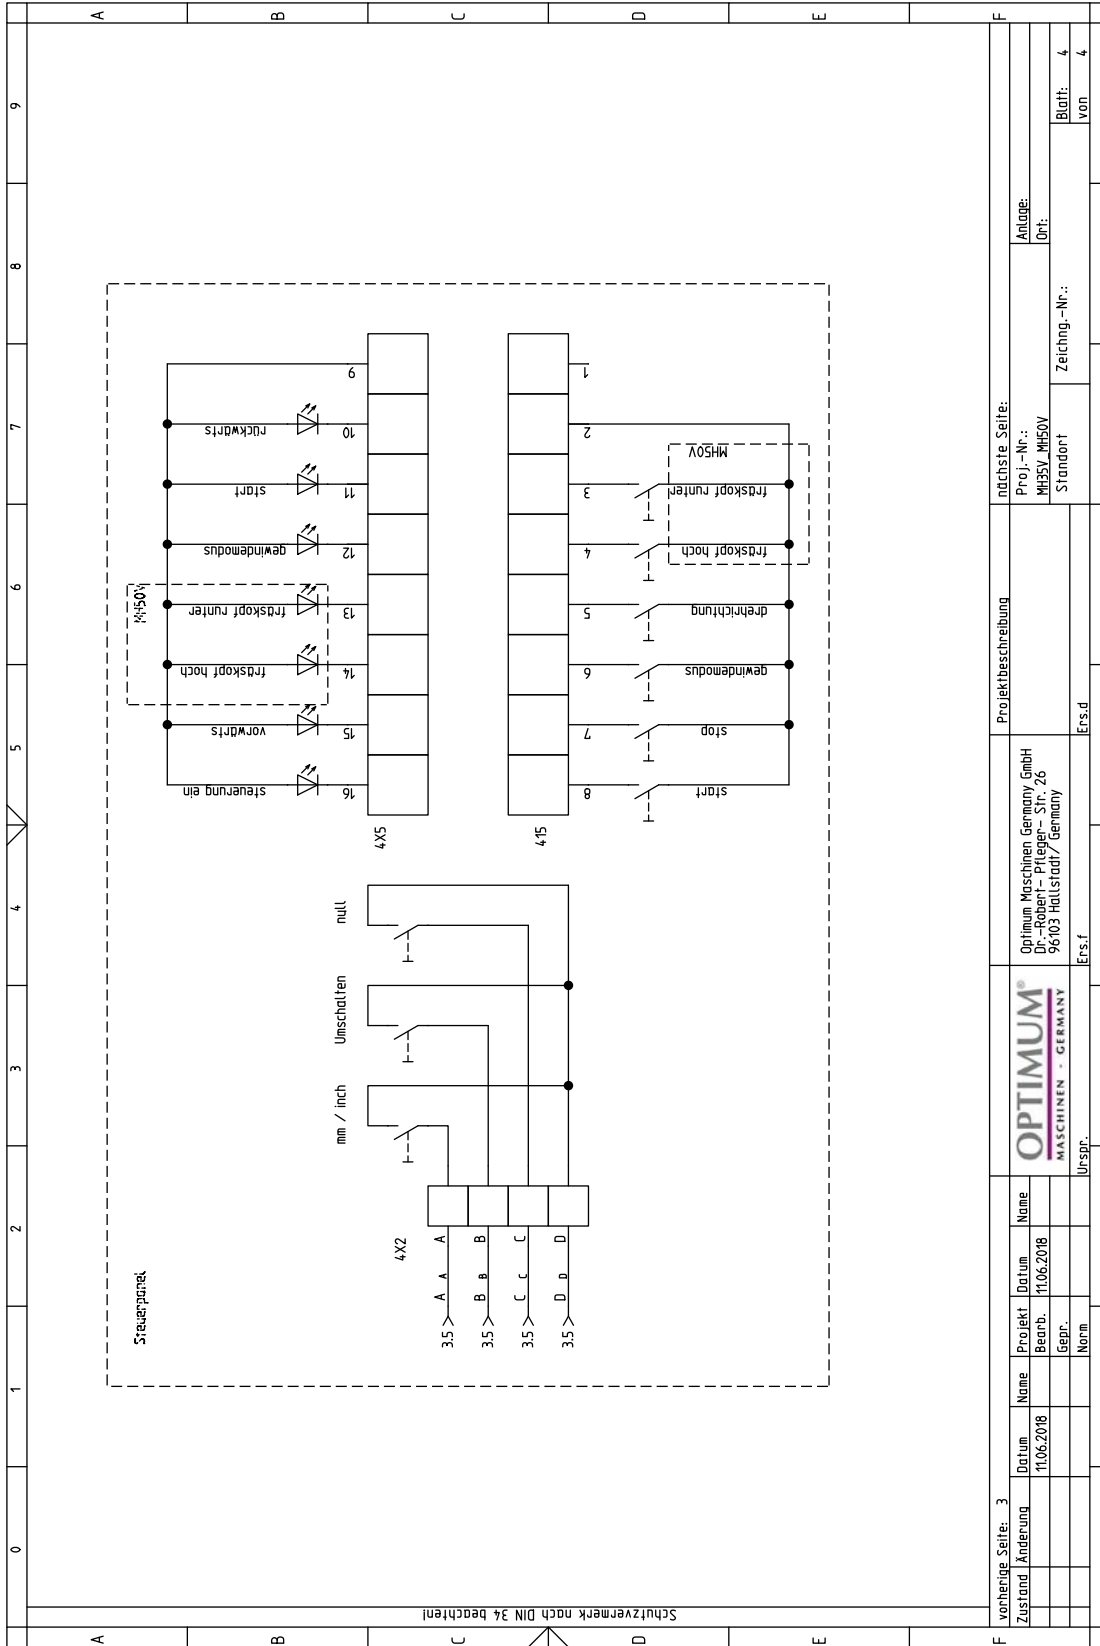 0 1 2 3 4 5 6 7 8 9
A
B
C
D
E
F
A
B
C
D
E
F
Schutzvermerk nach DIN 34 beachten!
Steuerpanel
MH50V
steuerung ein
vorwärts
fräskopf hoch
fräskopf runter
gewindemodus
start
rückwärts
16 15 14 13 12 11 10 9
4X5
mm / inch
Umschalten
null
4X2
3.5 A A A
3.5 B B B
3.5 C C C
3.5 D D D
415
8 7 6 5 4 3 2 1
start
stop
gewindemodus
drehrichtung
fräskopf hoch
fräskopf runter
MH50V
vorherige Seite: 3
Zustand Änderung Datum Name
11.06.2018
Projekt Datum Name
Bearb. 11.06.2018
Gepr.
Norm
OPTIMUM®
MASCHINEN - GERMANY
Urspr.
Optimum Maschinen Germany GmbH
Dr.-Robert- Pfleger- Str. 26
96103 Hallstadt/ Germany
Ers.f
Ers.d
Projektbeschreibung
nächste Seite:
Proj.-Nr.:
MH35V_MH50V
Standort
Zeichng.-Nr.:
Anlage:
Ort:
Blatt: 4
von 4